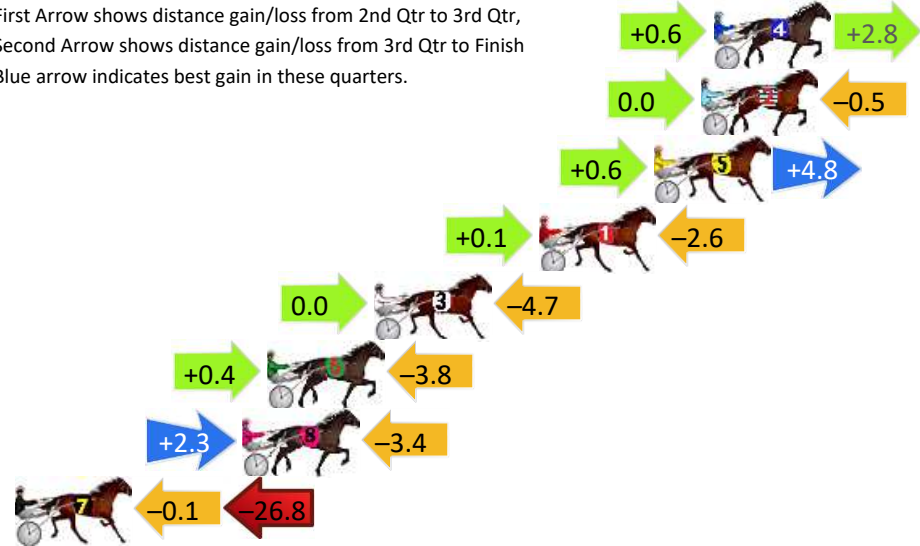 First Arrow shows distance gain/loss from 2nd Qtr to 3rd Qtr,
Second Arrow shows distance gain/loss from 3rd Qtr to Finish
Blue arrow indicates best gain in these quarters.
+0.6 4 +2.8
0.0 2 –0.5
+0.6 5 +4.8
+0.1 1 –2.6
0.0 3 –4.7
+0.4 6 –3.8
+2.3 8 –3.4
7 –0.1 –26.8